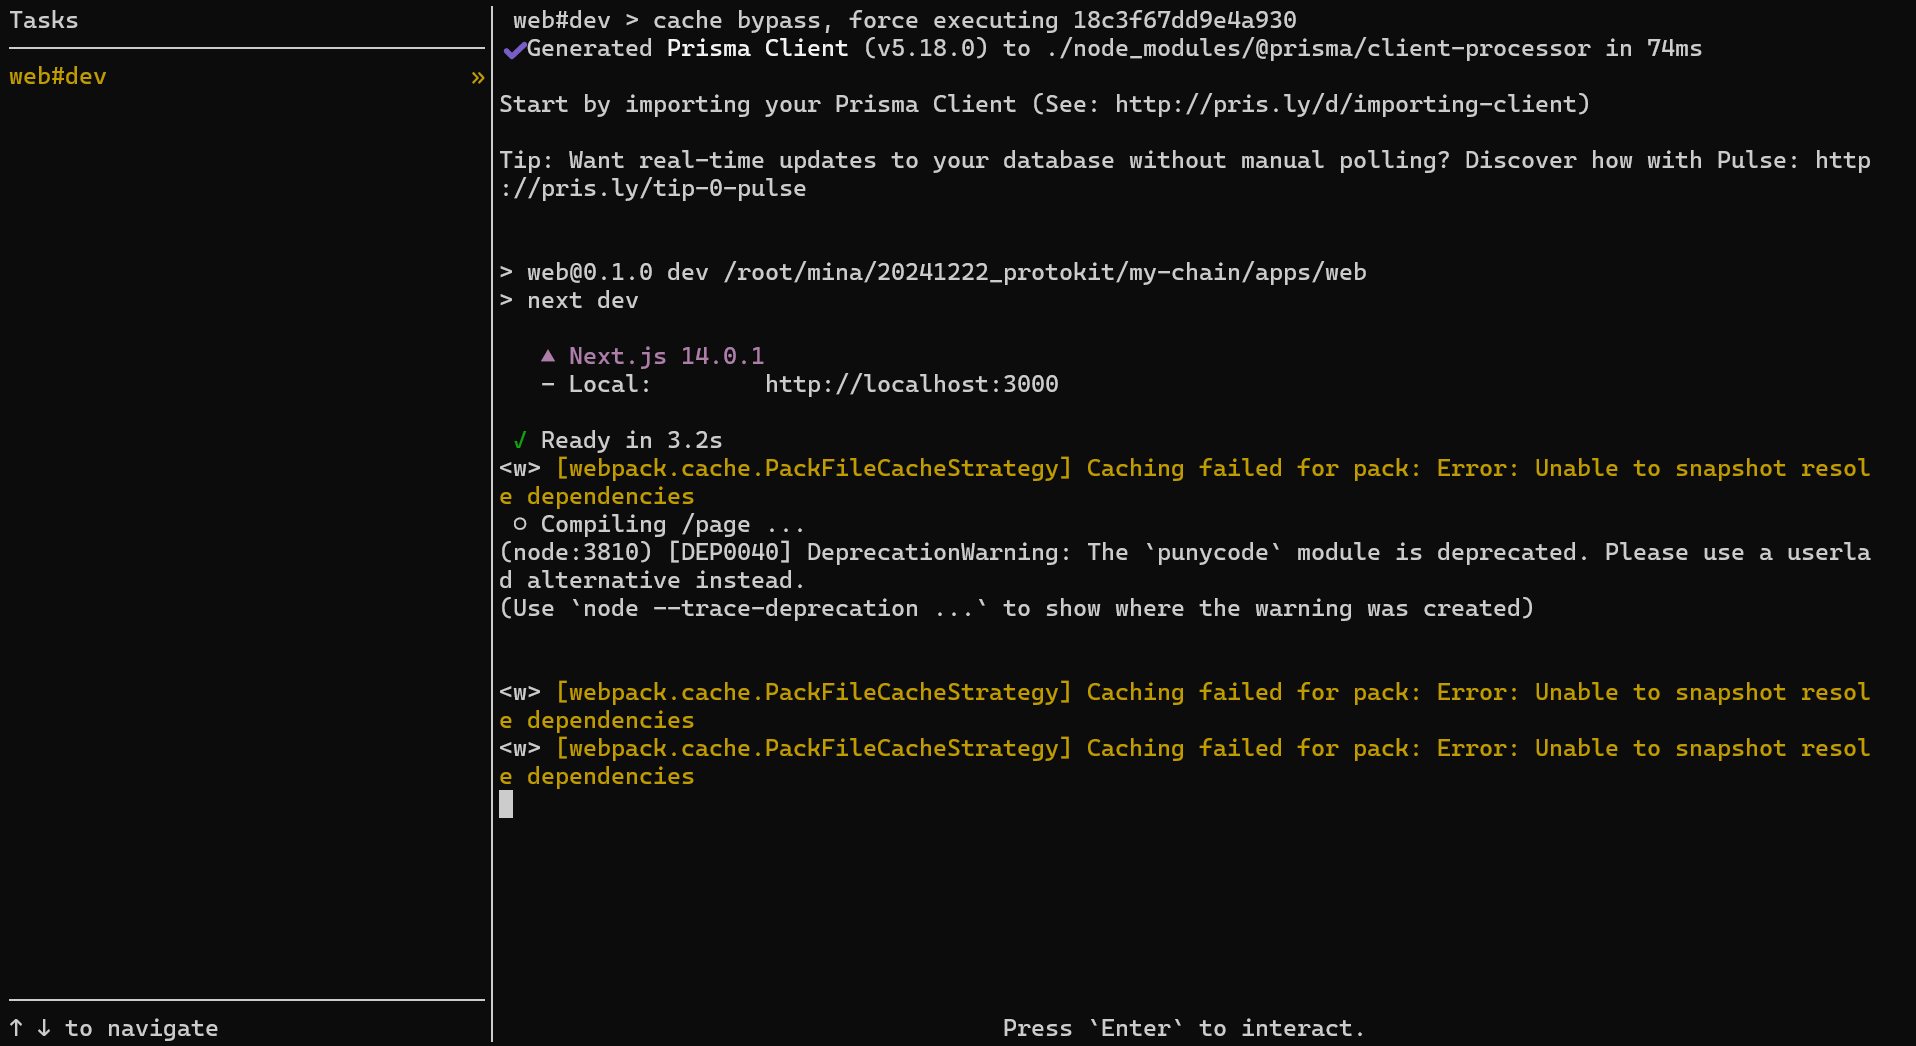 Tasks
web#dev »
↑ ↓ to navigate
web#dev > cache bypass, force executing 18c3f67dd9e4a930
✔Generated Prisma Client (v5.18.0) to ./node_modules/@prisma/client-processor in 74ms
Start by importing your Prisma Client (See: http://pris.ly/d/importing-client)
Tip: Want real-time updates to your database without manual polling? Discover how with Pulse: http
://pris.ly/tip-0-pulse
> web@0.1.0 dev /root/mina/20241222_protokit/my-chain/apps/web
> next dev
▲ Next.js 14.0.1
- Local: http://localhost:3000
√ Ready in 3.2s
<w> [webpack.cache.PackFileCacheStrategy] Caching failed for pack: Error: Unable to snapshot resol
e dependencies
○ Compiling /page ...
(node:3810) [DEP0040] DeprecationWarning: The `punycode` module is deprecated. Please use a userla
d alternative instead.
(Use `node --trace-deprecation ...` to show where the warning was created)
<w> [webpack.cache.PackFileCacheStrategy] Caching failed for pack: Error: Unable to snapshot resol
e dependencies
<w> [webpack.cache.PackFileCacheStrategy] Caching failed for pack: Error: Unable to snapshot resol
e dependencies
Press `Enter` to interact.